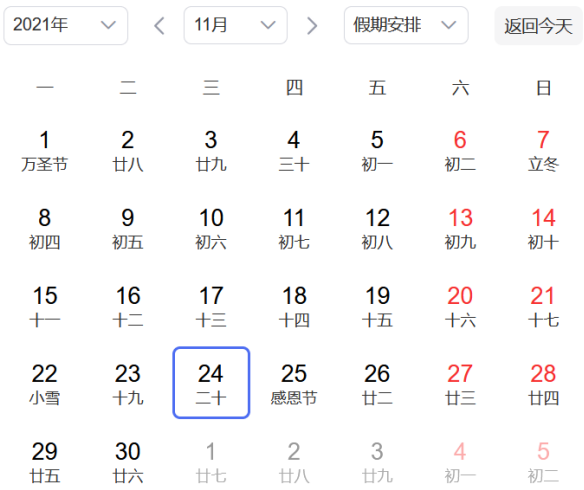 2021年 11月 假期安排 返回今天
一 二 三 四 五 六 日
1 2 3 4 5 6 7
万圣节 廿八 廿九 三十 初一 初二 立冬
8 9 10 11 12 13 14
初四 初五 初六 初七 初八 初九 初十
15 16 17 18 19 20 21
十一 十二 十三 十四 十五 十六 十七
22 23 24 25 26 27 28
小雪 十九 二十 感恩节 廿二 廿三 廿四
29 30 1 2 3 4 5
廿五 廿六 廿七 廿八 廿九 初一 初二